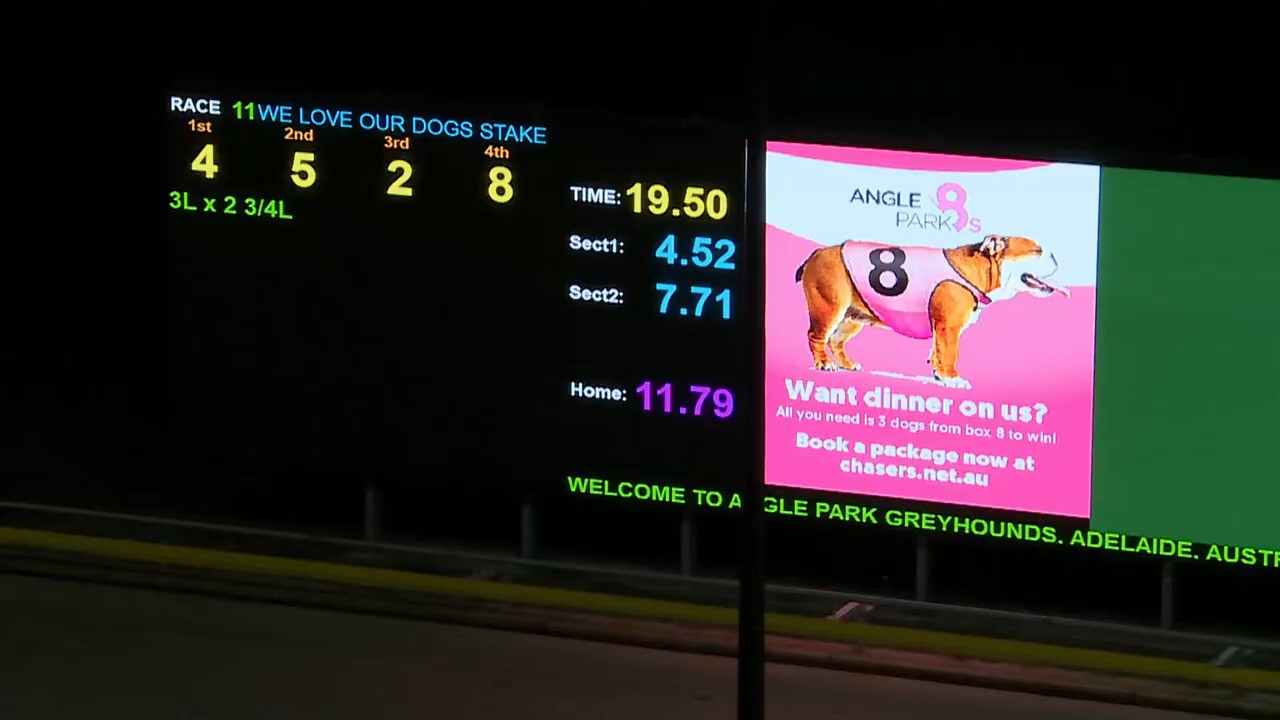 RACE 11 WE LOVE OUR DOGS STAKE
1st 2nd 3rd 4th
4 5 2 8
3L x 2 3/4L
TIME: 19.50
Sect1: 4.52
Sect2: 7.71
Home: 11.79
ANGLE
PARK 8s
8
Want dinner on us?
All you need is 3 dogs from box 8 to win!
Book a package now at
chasers.net.au
WELCOME TO A GLE PARK GREYHOUNDS. ADELAIDE. AUSTR